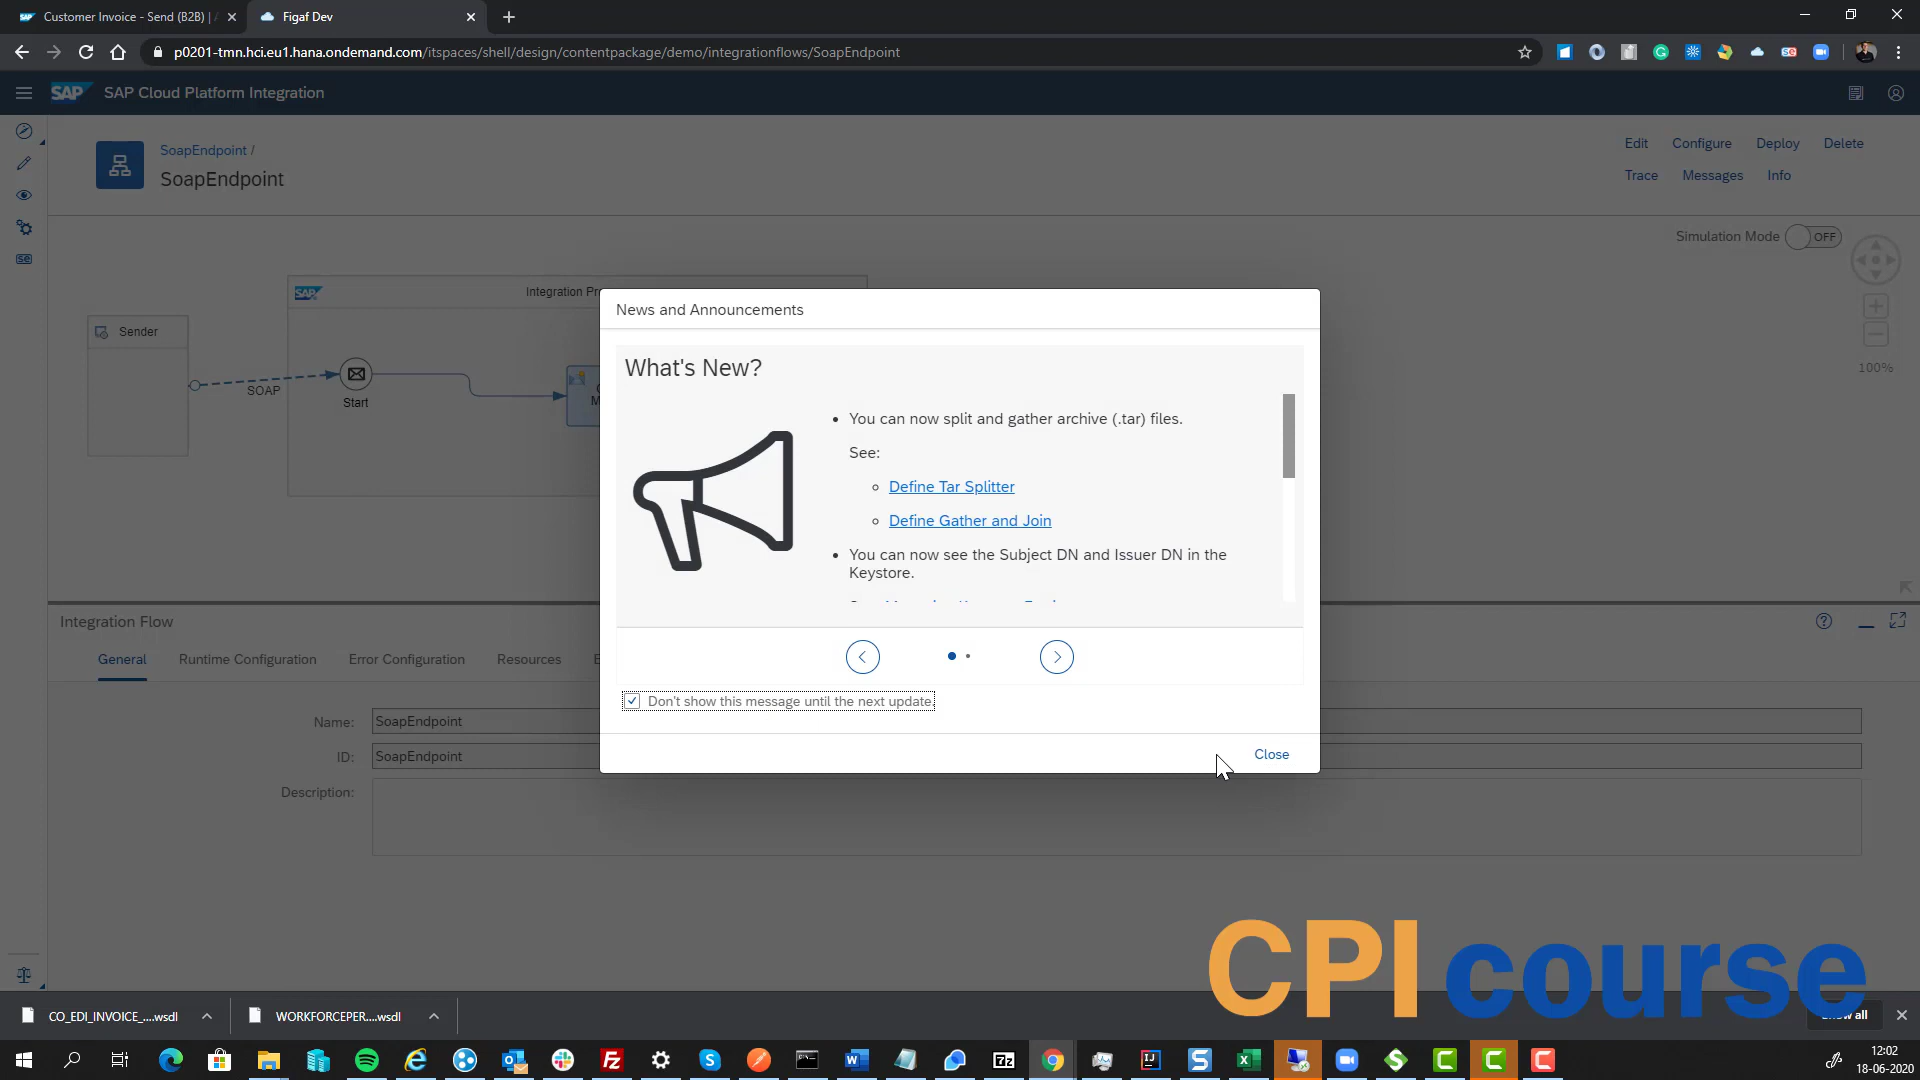 Customer Invoice - Send (B2B) |
Figaf Dev
p0201-tmn.hci.eu1.hana.ondemand.com/itspaces/shell/design/contentpackage/demo/integrationflows/SoapEndpoint
SAP SAP Cloud Platform Integration
SoapEndpoint /
SoapEndpoint
Edit Configure Deploy Delete
Trace Messages Info
Simulation Mode OFF
SAP
Integration Pr
Sender
SOAP
Start
100%
News and Announcements
What's New?
• You can now split and gather archive (.tar) files.
See:
Define Tar Splitter
Define Gather and Join
• You can now see the Subject DN and Issuer DN in the
Keystore.
Don't show this message until the next update.
Close
Integration Flow
General Runtime Configuration Error Configuration Resources E
Name: SoapEndpoint
ID: SoapEndpoint
Description:
CPI course
CO_EDI_INVOICE_....wsdl
WORKFORCEPER....wsdl
all
12:02
18-06-2020